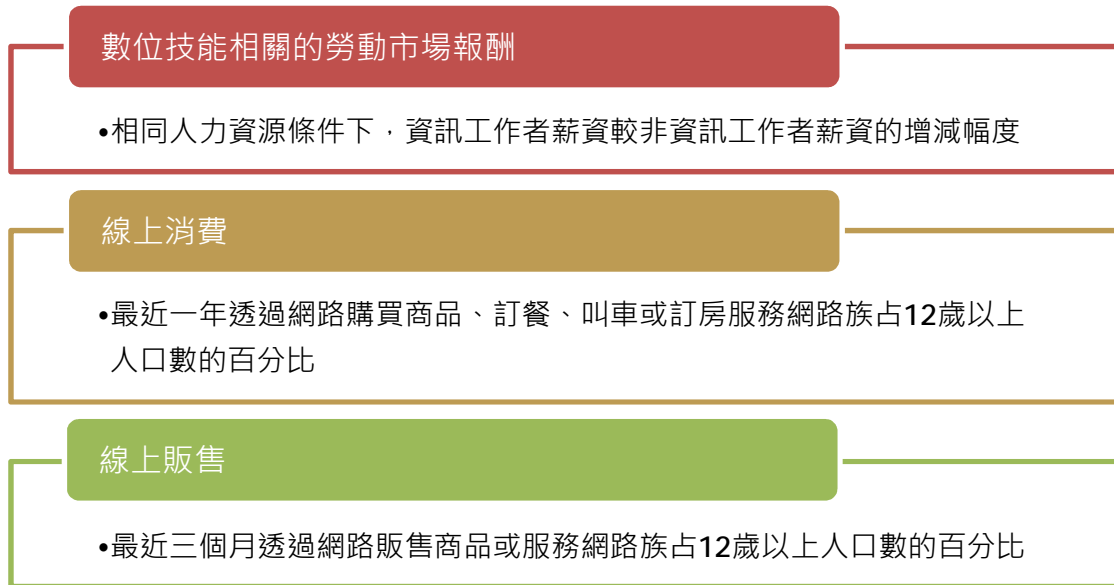 數位技能相關的勞動市場報酬
•相同人力資源條件下，資訊工作者薪資較非資訊工作者薪資的增減幅度
線上消費
•最近一年透過網路購買商品、訂餐、叫車或訂房服務網路族占12歲以上
人口數的百分比
線上販售
•最近三個月透過網路販售商品或服務網路族占12歲以上人口數的百分比